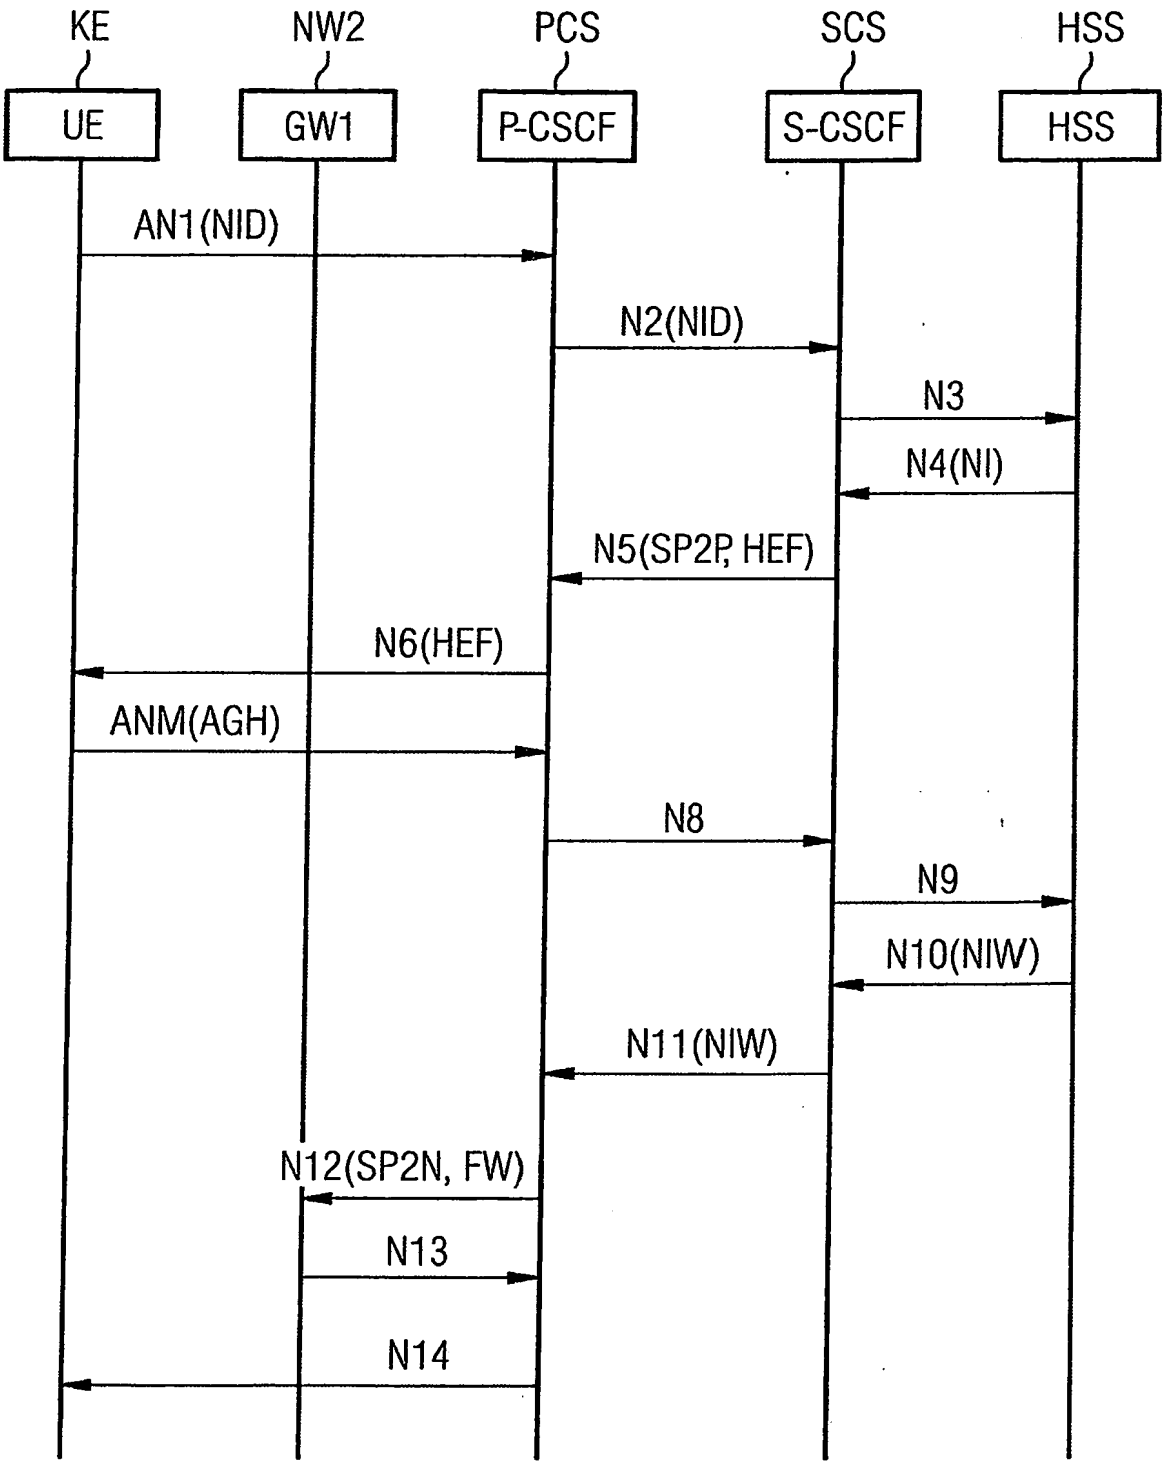 KE NW2 PCS SCS HSS
UE GW1 P-CSCF S-CSCF HSS
AN1(NID)
N2(NID)
N3
N4(NI)
N5(SP2P, HEF)
N6(HEF)
ANM(AGH)
N8
N9
N10(NIW)
N11(NIW)
N12(SP2N, FW)
N13
N14